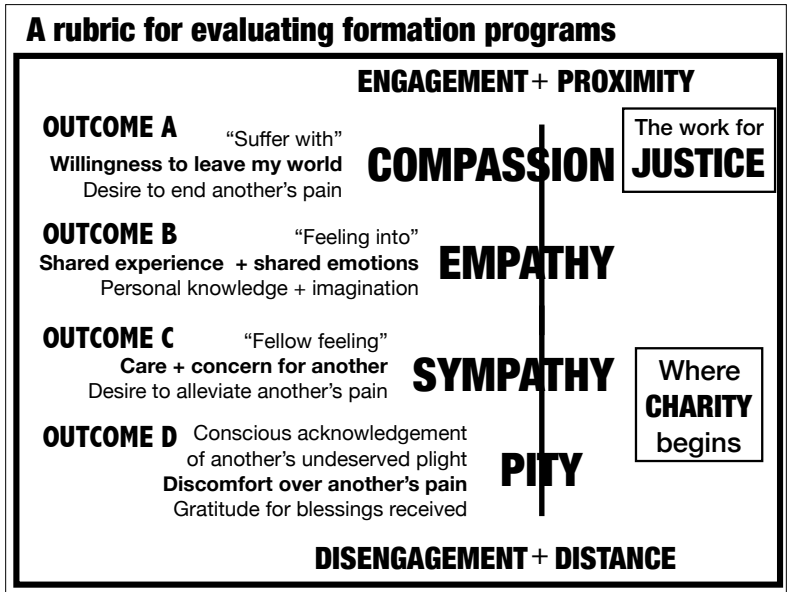 A rubric for evaluating formation programs
ENGAGEMENT + PROXIMITY
OUTCOME A
“Suffer with”
Willingness to leave my world
Desire to end another’s pain
COMPASSION
The work for
JUSTICE
OUTCOME B
“Feeling into”
Shared experience + shared emotions
Personal knowledge + imagination
EMPATHY
OUTCOME C
“Fellow feeling”
Care + concern for another
Desire to alleviate another’s pain
SYMPATHY
Where
CHARITY
begins
OUTCOME D
Conscious acknowledgement
of another’s undeserved plight
Discomfort over another’s pain
Gratitude for blessings received
PITY
DISENGAGEMENT + DISTANCE